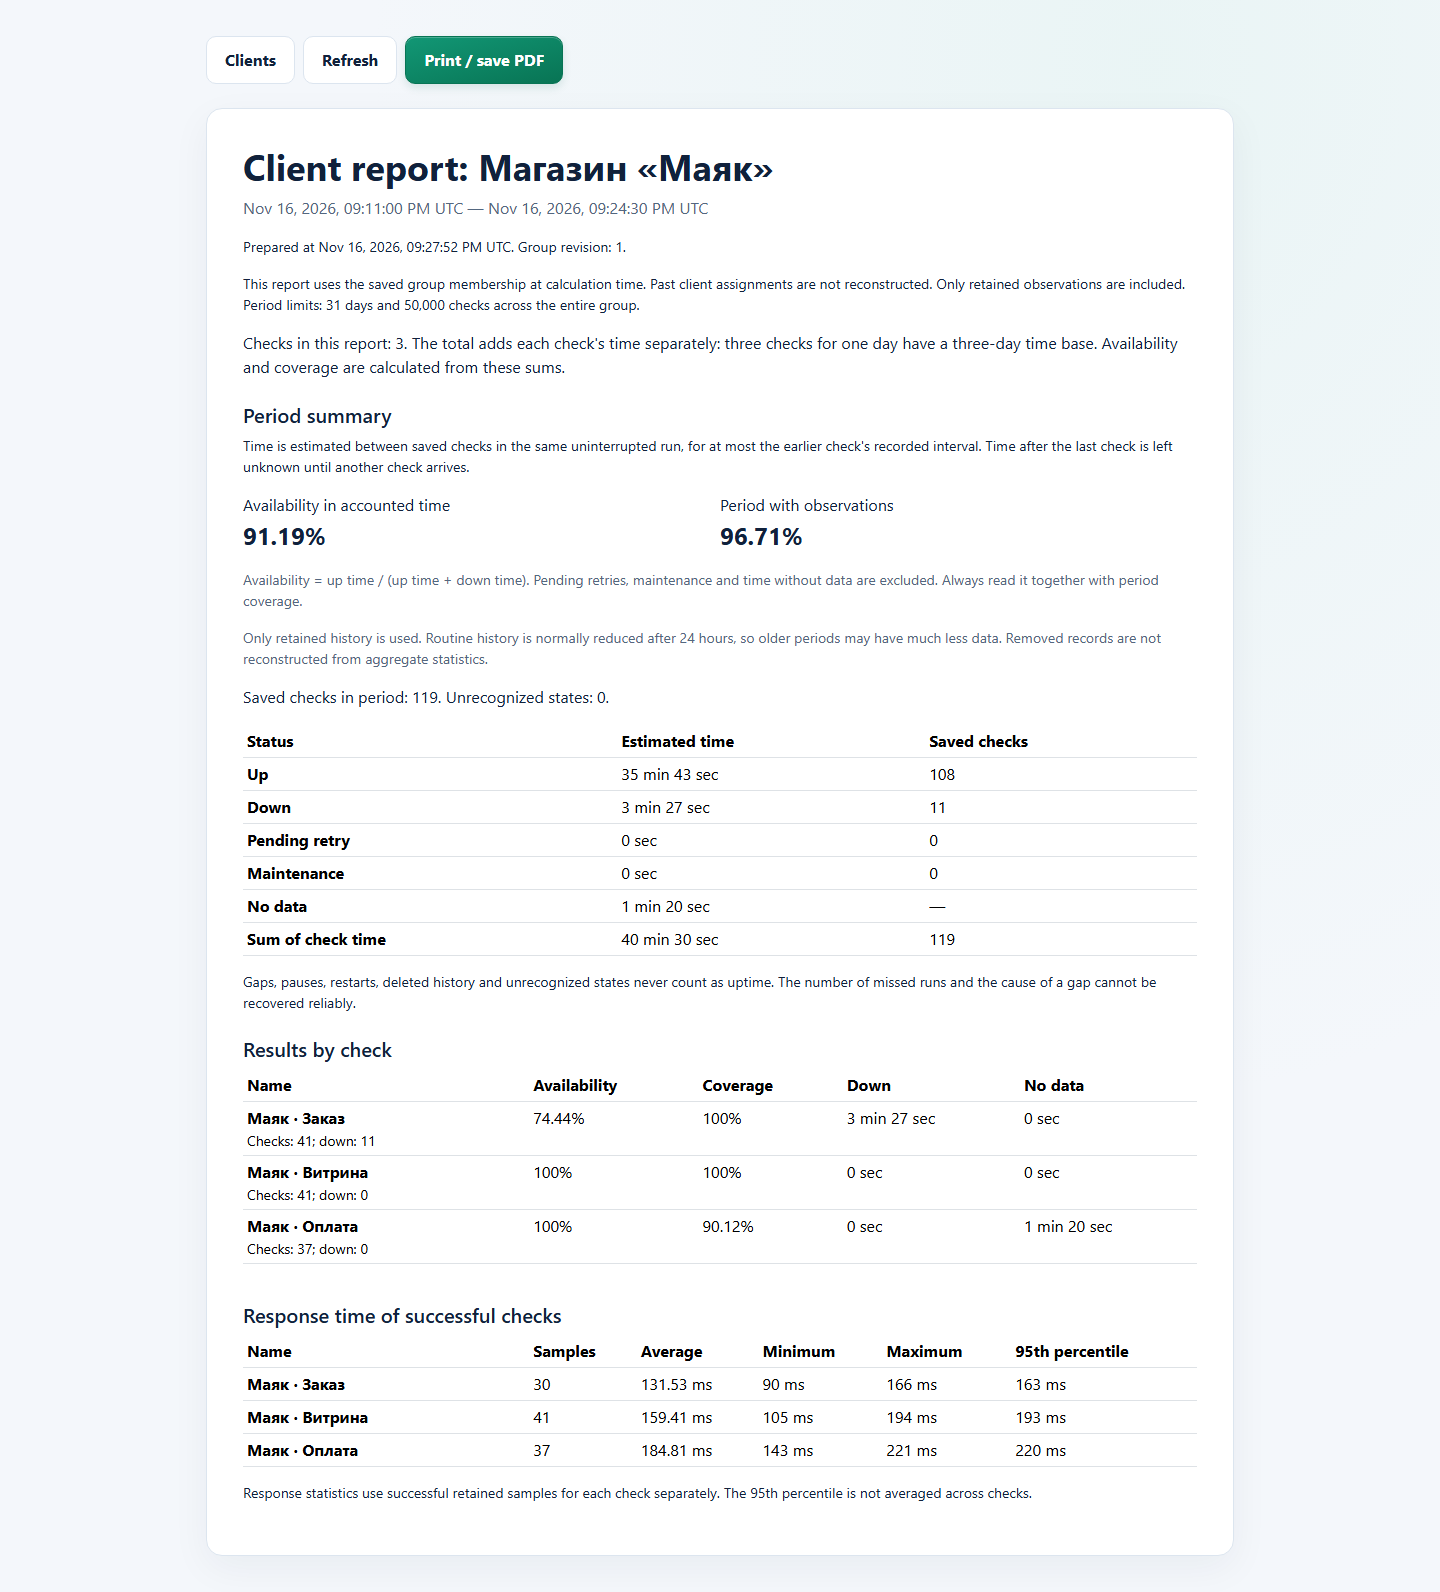 Clients Refresh Print / save PDF
Client report: Магазин «Маяк»
Nov 16, 2026, 09:11:00 PM UTC — Nov 16, 2026, 09:24:30 PM UTC
Prepared at Nov 16, 2026, 09:27:52 PM UTC. Group revision: 1.
This report uses the saved group membership at calculation time. Past client assignments are not reconstructed. Only retained observations are included.
Period limits: 31 days and 50,000 checks across the entire group.
Checks in this report: 3. The total adds each check's time separately: three checks for one day have a three-day time base. Availability
and coverage are calculated from these sums.
Period summary
Time is estimated between saved checks in the same uninterrupted run, for at most the earlier check's recorded interval. Time after the last check is left
unknown until another check arrives.
Availability in accounted time Period with observations
91.19% 96.71%
Availability = up time / (up time + down time). Pending retries, maintenance and time without data are excluded. Always read it together with period
coverage.
Only retained history is used. Routine history is normally reduced after 24 hours, so older periods may have much less data. Removed records are not
reconstructed from aggregate statistics.
Saved checks in period: 119. Unrecognized states: 0.
Status Estimated time Saved checks
Up 35 min 43 sec 108
Down 3 min 27 sec 11
Pending retry 0 sec 0
Maintenance 0 sec 0
No data 1 min 20 sec —
Sum of check time 40 min 30 sec 119
Gaps, pauses, restarts, deleted history and unrecognized states never count as uptime. The number of missed runs and the cause of a gap cannot be
recovered reliably.
Results by check
Name Availability Coverage Down No data
Маяк · Заказ 74.44% 100% 3 min 27 sec 0 sec
Checks: 41; down: 11
Маяк · Витрина 100% 100% 0 sec 0 sec
Checks: 41; down: 0
Маяк · Оплата 100% 90.12% 0 sec 1 min 20 sec
Checks: 37; down: 0
Response time of successful checks
Name Samples Average Minimum Maximum 95th percentile
Маяк · Заказ 30 131.53 ms 90 ms 166 ms 163 ms
Маяк · Витрина 41 159.41 ms 105 ms 194 ms 193 ms
Маяк · Оплата 37 184.81 ms 143 ms 221 ms 220 ms
Response statistics use successful retained samples for each check separately. The 95th percentile is not averaged across checks.